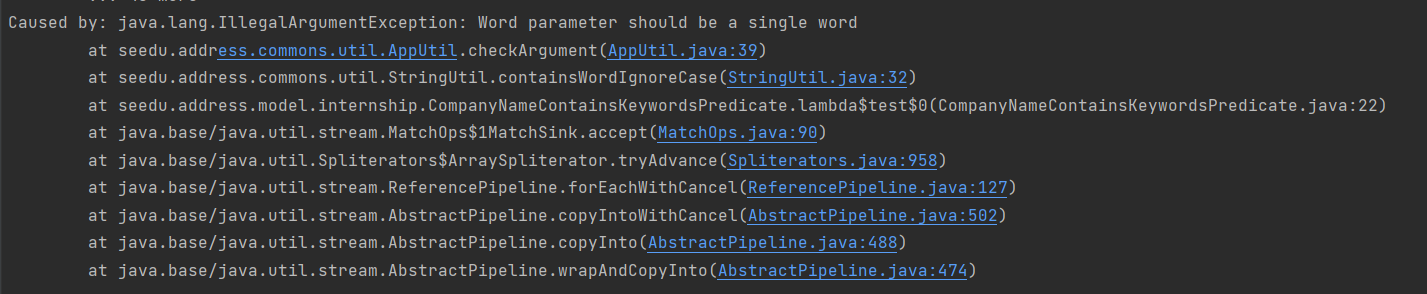 Caused by: java.lang.IllegalArgumentException: Word parameter should be a single word
at seedu.address.commons.util.AppUtil.checkArgument(AppUtil.java:39)
at seedu.address.commons.util.StringUtil.containsWordIgnoreCase(StringUtil.java:32)
at seedu.address.model.internship.CompanyNameContainsKeywordsPredicate.lambda$test$0(CompanyNameContainsKeywordsPredicate.java:22)
at java.base/java.util.stream.MatchOps$1MatchSink.accept(MatchOps.java:90)
at java.base/java.util.Spliterators$ArraySpliterator.tryAdvance(Spliterators.java:958)
at java.base/java.util.stream.ReferencePipeline.forEachWithCancel(ReferencePipeline.java:127)
at java.base/java.util.stream.AbstractPipeline.copyIntoWithCancel(AbstractPipeline.java:502)
at java.base/java.util.stream.AbstractPipeline.copyInto(AbstractPipeline.java:488)
at java.base/java.util.stream.AbstractPipeline.wrapAndCopyInto(AbstractPipeline.java:474)